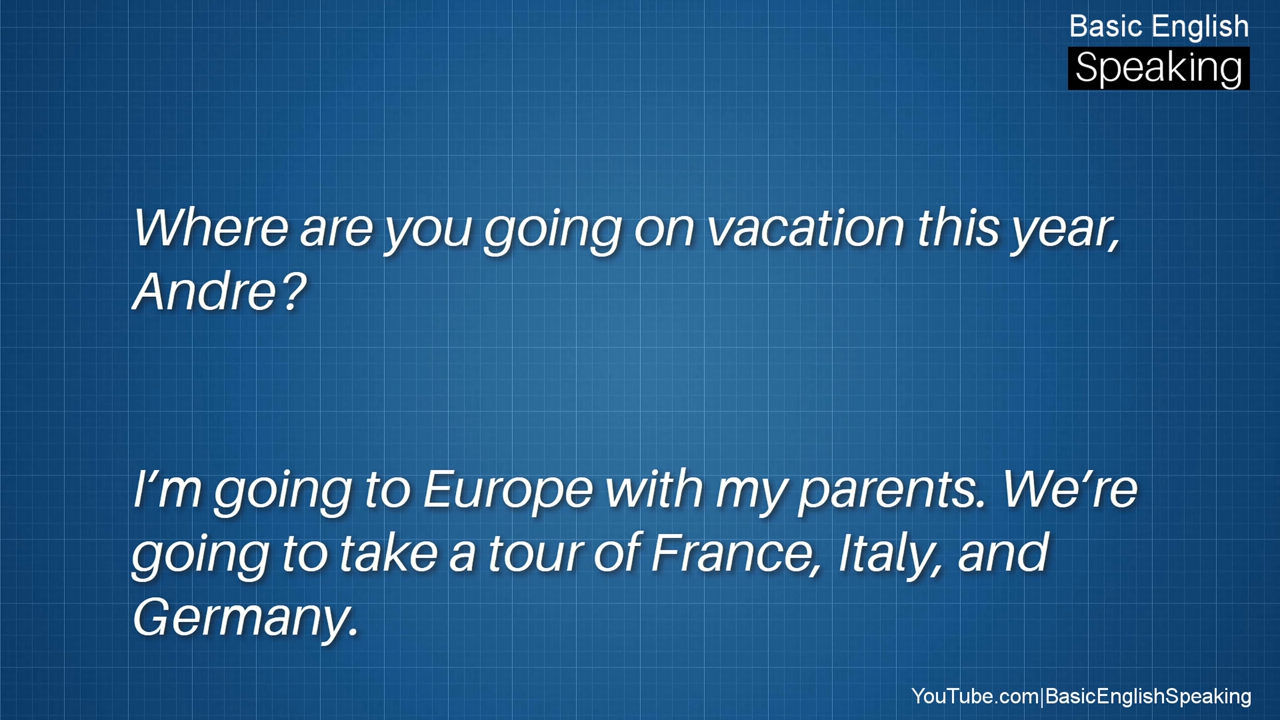 Basic English
Speaking
Where are you going on vacation this year,
Andre?
I’m going to Europe with my parents. We’re
going to take a tour of France, Italy, and
Germany.
YouTube.com|BasicEnglishSpeaking